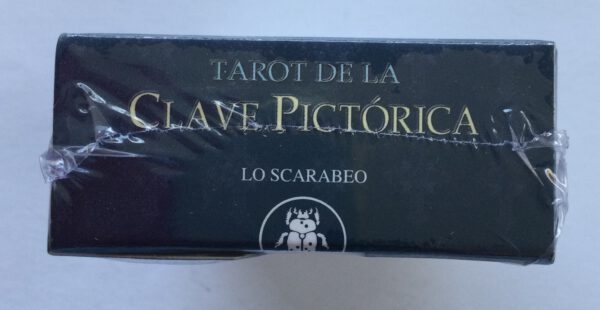 TAROT DE LA
CLAVE PICTÓRICA
LO SCARABEO